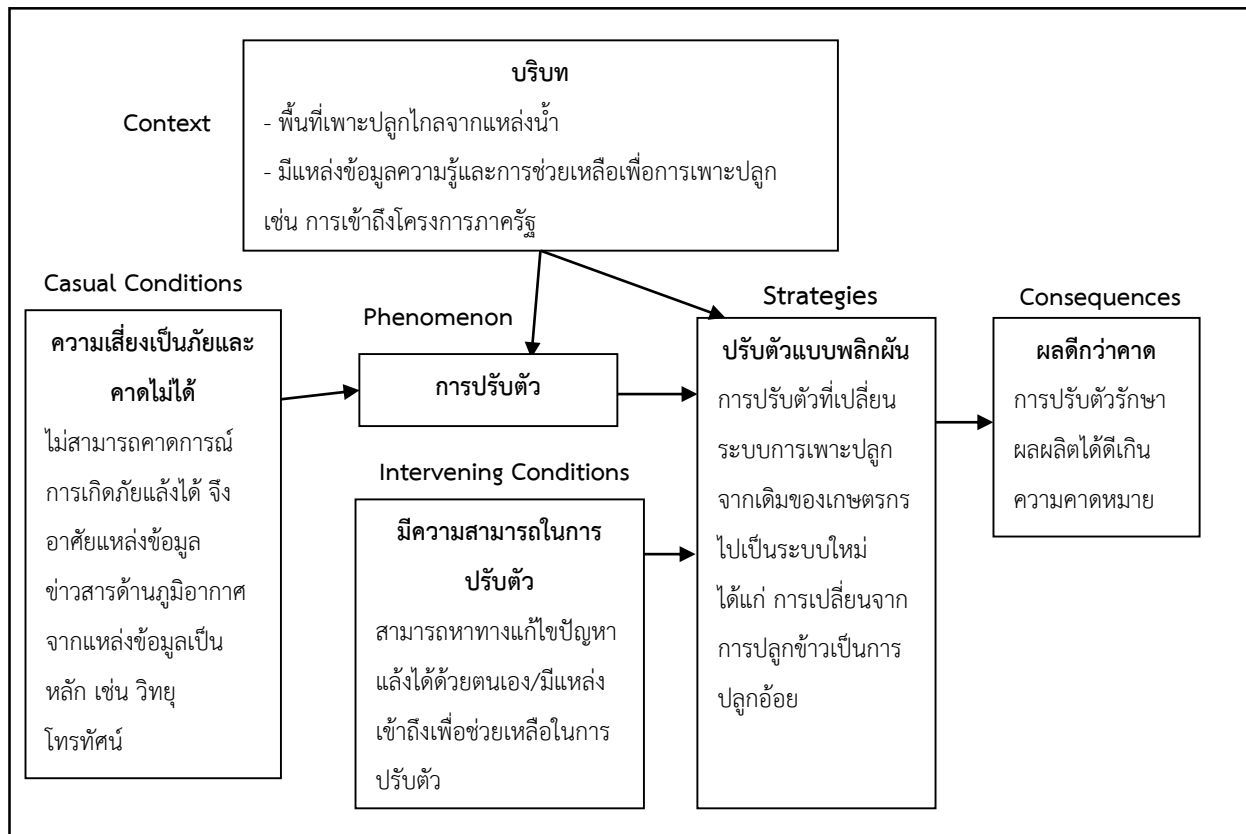 บริบท
Context
- พื้นที่เพาะปลูกไกลจากแหล่งน้ำ
- มีแหล่งข้อมูลความรู้และการช่วยเหลือเพื่อการเพาะปลูก
เช่น การเข้าถึงโครงการภาครัฐ
Casual Conditions
ความเสี่ยงเป็นภัยและ
คาดไม่ได้
ไม่สามารถคาดการณ์
การเกิดภัยแล้งได้ จึง
อาศัยแหล่งข้อมูล
ข่าวสารด้านภูมิอากาศ
จากแหล่งข้อมูลเป็น
หลัก เช่น วิทยุ
โทรทัศน์
Phenomenon
การปรับตัว
Intervening Conditions
มีความสามารถในการ
ปรับตัว
สามารถหาทางแก้ไขปัญหา
แล้งได้ด้วยตนเอง/มีแหล่ง
เข้าถึงเพื่อช่วยเหลือในการ
ปรับตัว
Strategies
ปรับตัวแบบพลิกผัน
การปรับตัวที่เปลี่ยน
ระบบการเพาะปลูก
จากเดิมของเกษตรกร
ไปเป็นระบบใหม่
ได้แก่ การเปลี่ยนจาก
การปลูกข้าวเป็นการ
ปลูกอ้อย
Consequences
ผลดีกว่าคาด
การปรับตัวรักษา
ผลผลิตได้ดีเกิน
ความคาดหมาย